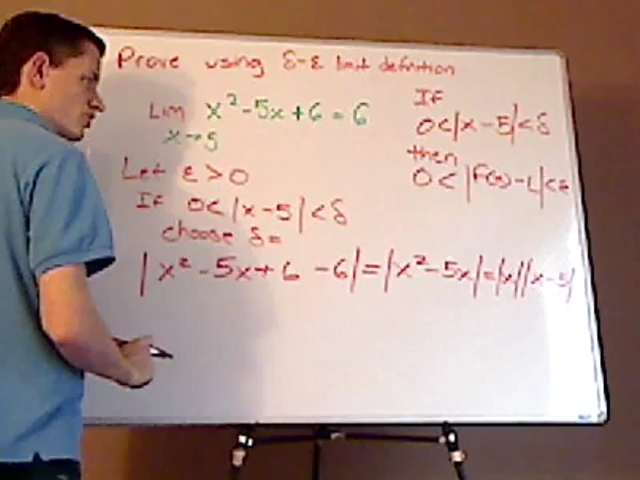 Prove using δ-ε limit definition
Lim x² -5x+6 = 6
x→5
If
0<|x-5|<δ
then
0<|F(x)-L|<ε
Let ε>0
If 0<|x-5|<δ
choose δ=
|x² -5x+6 -6|=|x²-5x|=|x||x-5|